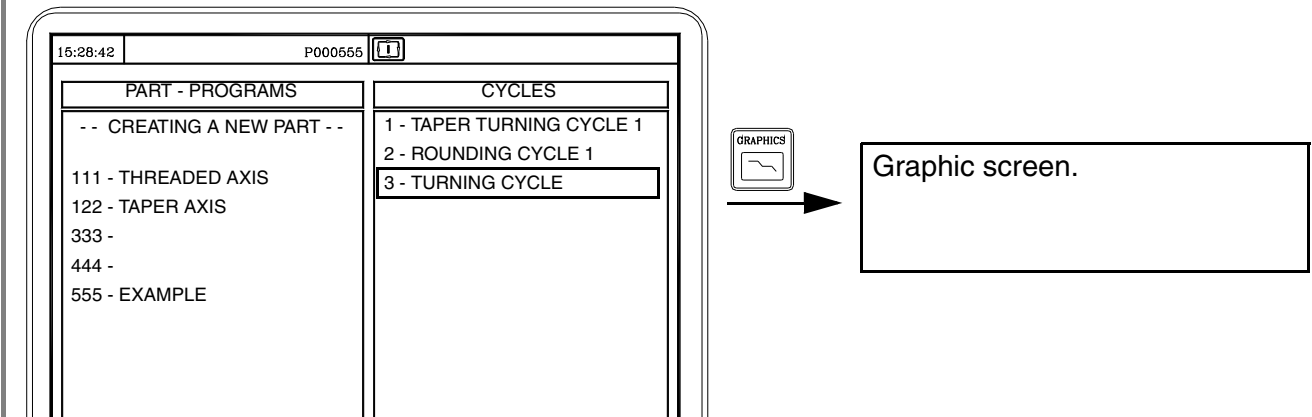 15:28:42
P000555
PART - PROGRAMS
- - CREATING A NEW PART - -
111 - THREADED AXIS
122 - TAPER AXIS
333 -
444 -
555 - EXAMPLE
CYCLES
1 - TAPER TURNING CYCLE 1
2 - ROUNDING CYCLE 1
3 - TURNING CYCLE
GRAPHICS
Graphic screen.